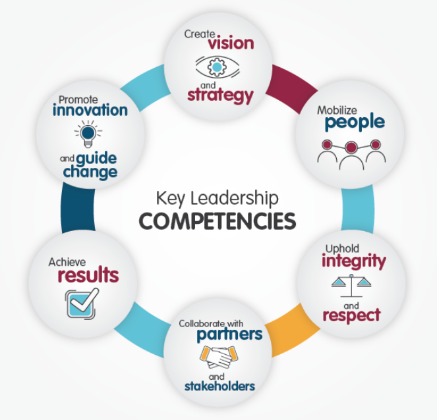 Create
vision
and
strategy
Mobilize
people
Uphold
integrity
and
respect
Collaborate with
partners
and
stakeholders
Achieve
results
Promote
innovation
and guide
change
Key Leadership
COMPETENCIES